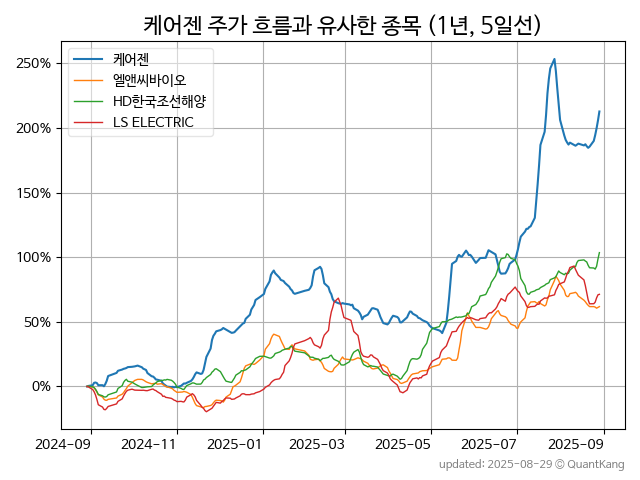 케어젠 주가 흐름과 유사한 종목 (1년, 5일선)
케어젠
엘앤씨바이오
HD한국조선해양
LS ELECTRIC
250%
200%
150%
100%
50%
0%
2024-09 2024-11 2025-01 2025-03 2025-05 2025-07 2025-09
updated: 2025-08-29 © QuantKang